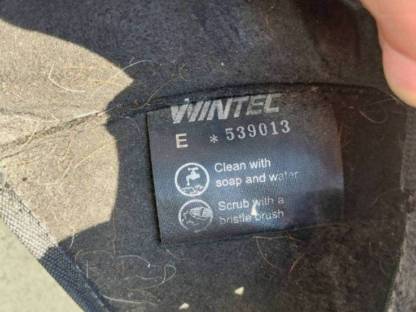 WINTEC
E * 539013
Clean with
soap and water
Scrub with a
bristle brush